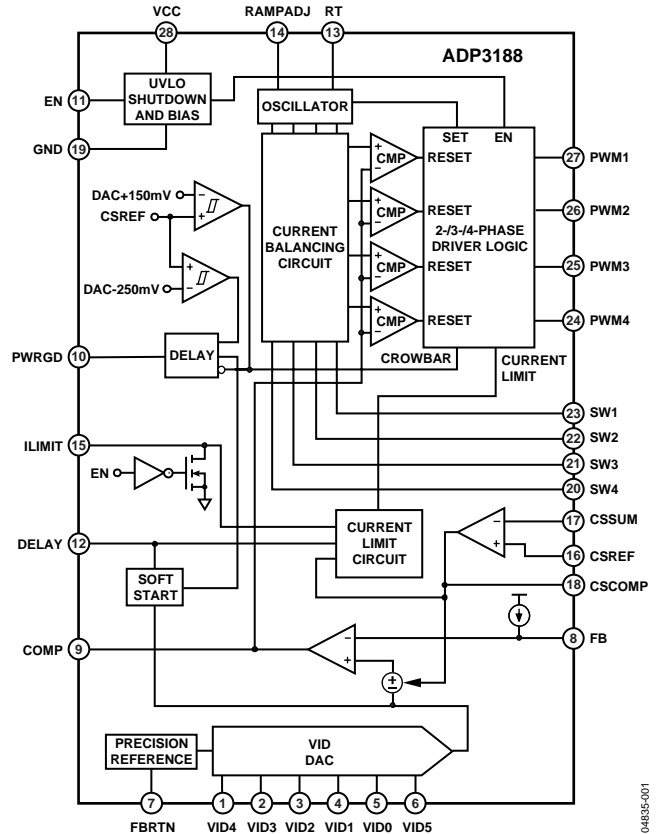 VCC
RAMPADJ RT
28
14
13
ADP3188
EN 11
UVLO
SHUTDOWN
AND BIAS
OSCILLATOR
GND 19
SET EN
+
–
CMP
RESET
27 PWM1
DAC+150mV
–
CSREF
+
CURRENT
BALANCING
CIRCUIT
+
–
CMP
RESET
2-/3-/4-PHASE
DRIVER LOGIC
26 PWM2
+
–
DAC-250mV
+
–
CMP
RESET
25 PWM3
+
–
CMP
RESET
24 PWM4
PWRGD 10
DELAY
CROWBAR
CURRENT
LIMIT
23 SW1
22 SW2
21 SW3
20 SW4
ILIMIT 15
EN
DELAY 12
CURRENT
LIMIT
CIRCUIT
–
+
17 CSSUM
16 CSREF
18 CSCOMP
SOFT
START
COMP 9
–
+
±
8 FB
PRECISION
REFERENCE
VID
DAC
7
1
2
3
4
5
6
FBRTN
VID4
VID3
VID2
VID1
VID0
VID5
04835-001